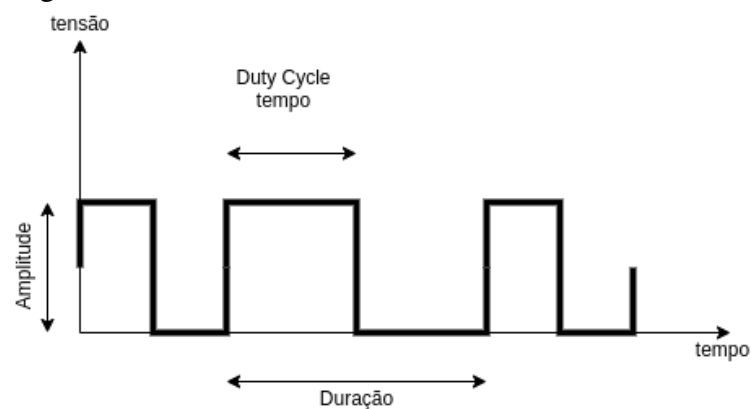 tensão
Duty Cycle
tempo
Amplitude
tempo
Duração